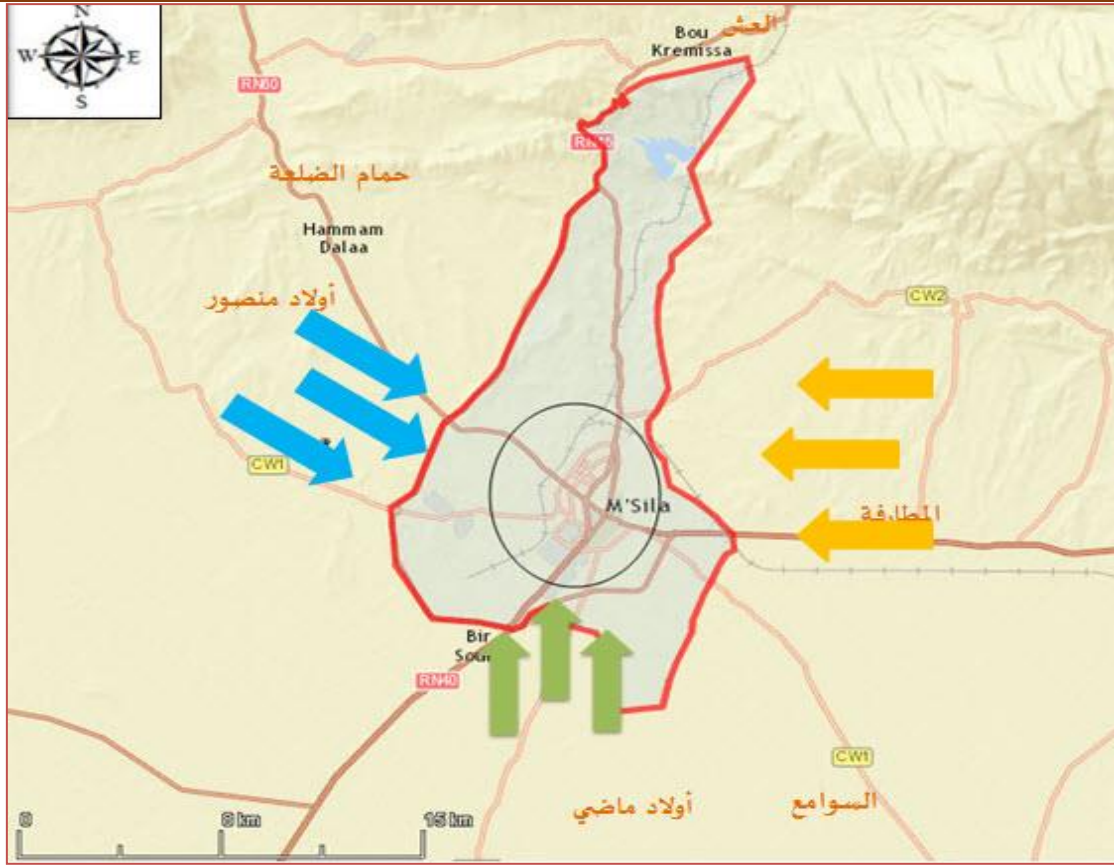 N
W E
S
العش
Bou
Kremissa
RN60
حمام الضلعة
Hammam
Dalaa
أولاد منصور
CW2
CW1
M'Sila
المطارفة
Bir
RN40
CW1
السوامع
أولاد ماضي
0 8 km 15 km